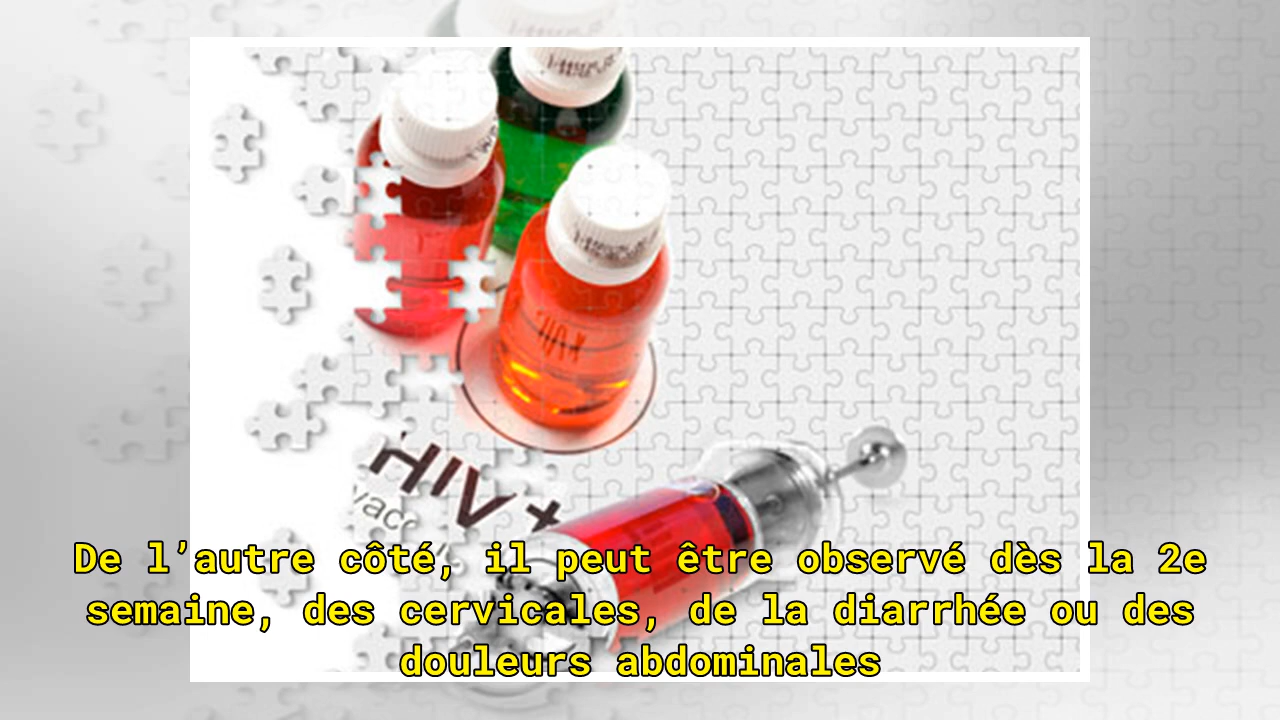 HIV +
vacc
De l’autre côté, il peut être observé dès la 2e
semaine, des cervicales, de la diarrhée ou des
douleurs abdominales